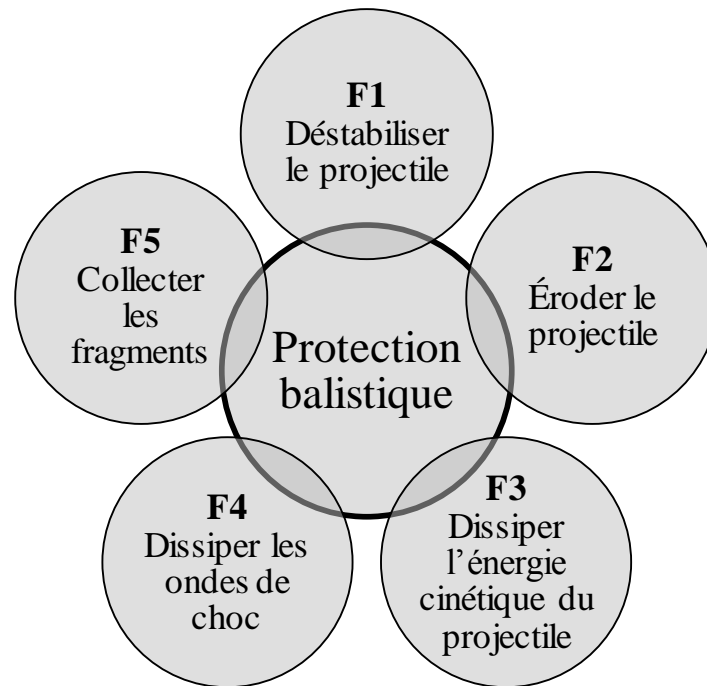 F1
Déstabiliser
le projectile
F2
Éroder le
projectile
F3
Dissiper
l’énergie
cinétique du
projectile
F4
Dissiper les
ondes de
choc
F5
Collecter
les
fragments
Protection
balistique